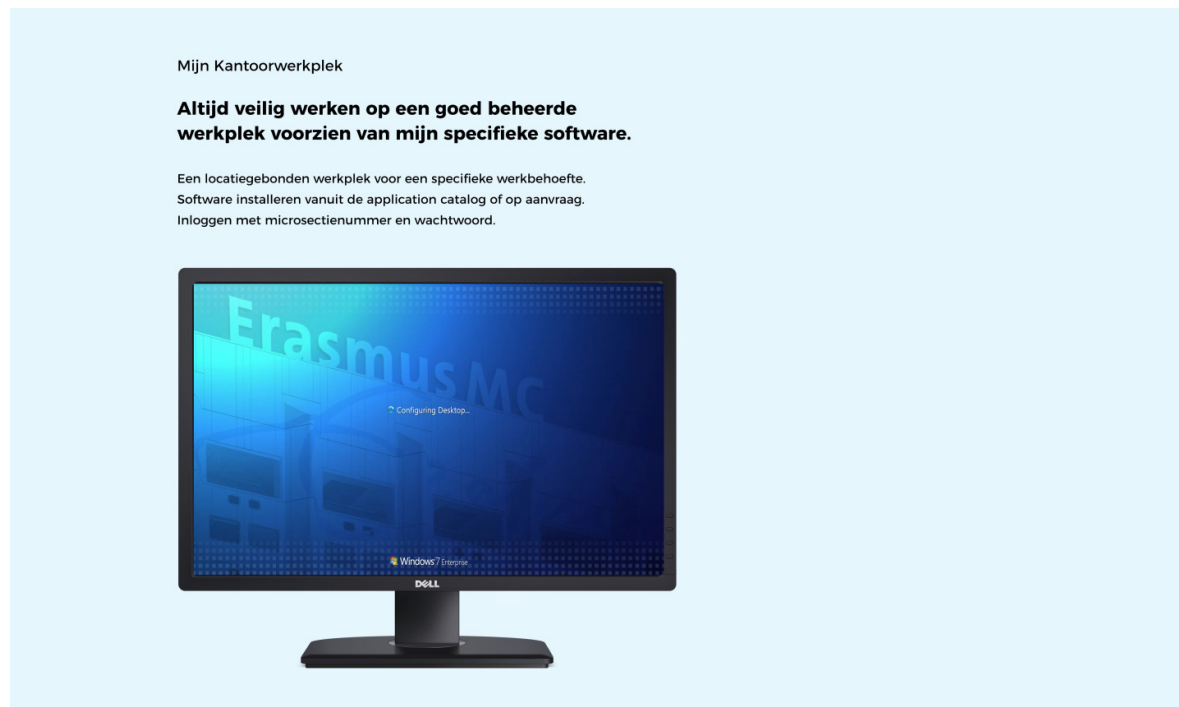 Mijn Kantoorwerkplek
Altijd veilig werken op een goed beheerde
werkplek voorzien van mijn specifieke software.
Een locatiegebonden werkplek voor een specifieke werkbehoefte.
Software installeren vanuit de application catalog of op aanvraag.
Inloggen met microsectienummer en wachtwoord.
Erasmus MC
Configuring Desktop...
Windows 7 Enterprise
DELL